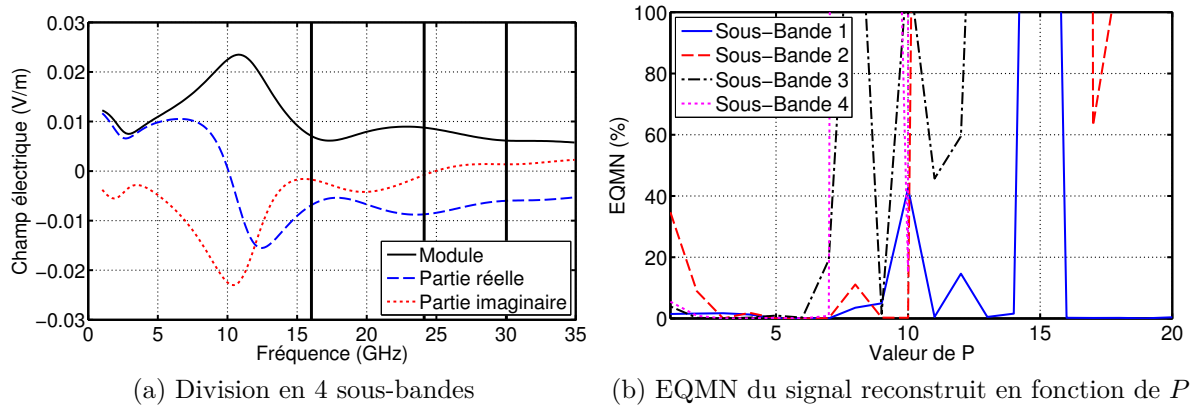 0.03
0.02
0.01
0
−0.01
−0.02
−0.03
Champ électrique (V/m)
0 5 10 15 20 25 30 35
Fréquence (GHz)
Module
Partie réelle
Partie imaginaire
(a) Division en 4 sous-bandes
100
80
60
40
20
0
EQMN (%)
5 10 15 20
Valeur de P
Sous−Bande 1
Sous−Bande 2
Sous−Bande 3
Sous−Bande 4
(b) EQMN du signal reconstruit en fonction de P